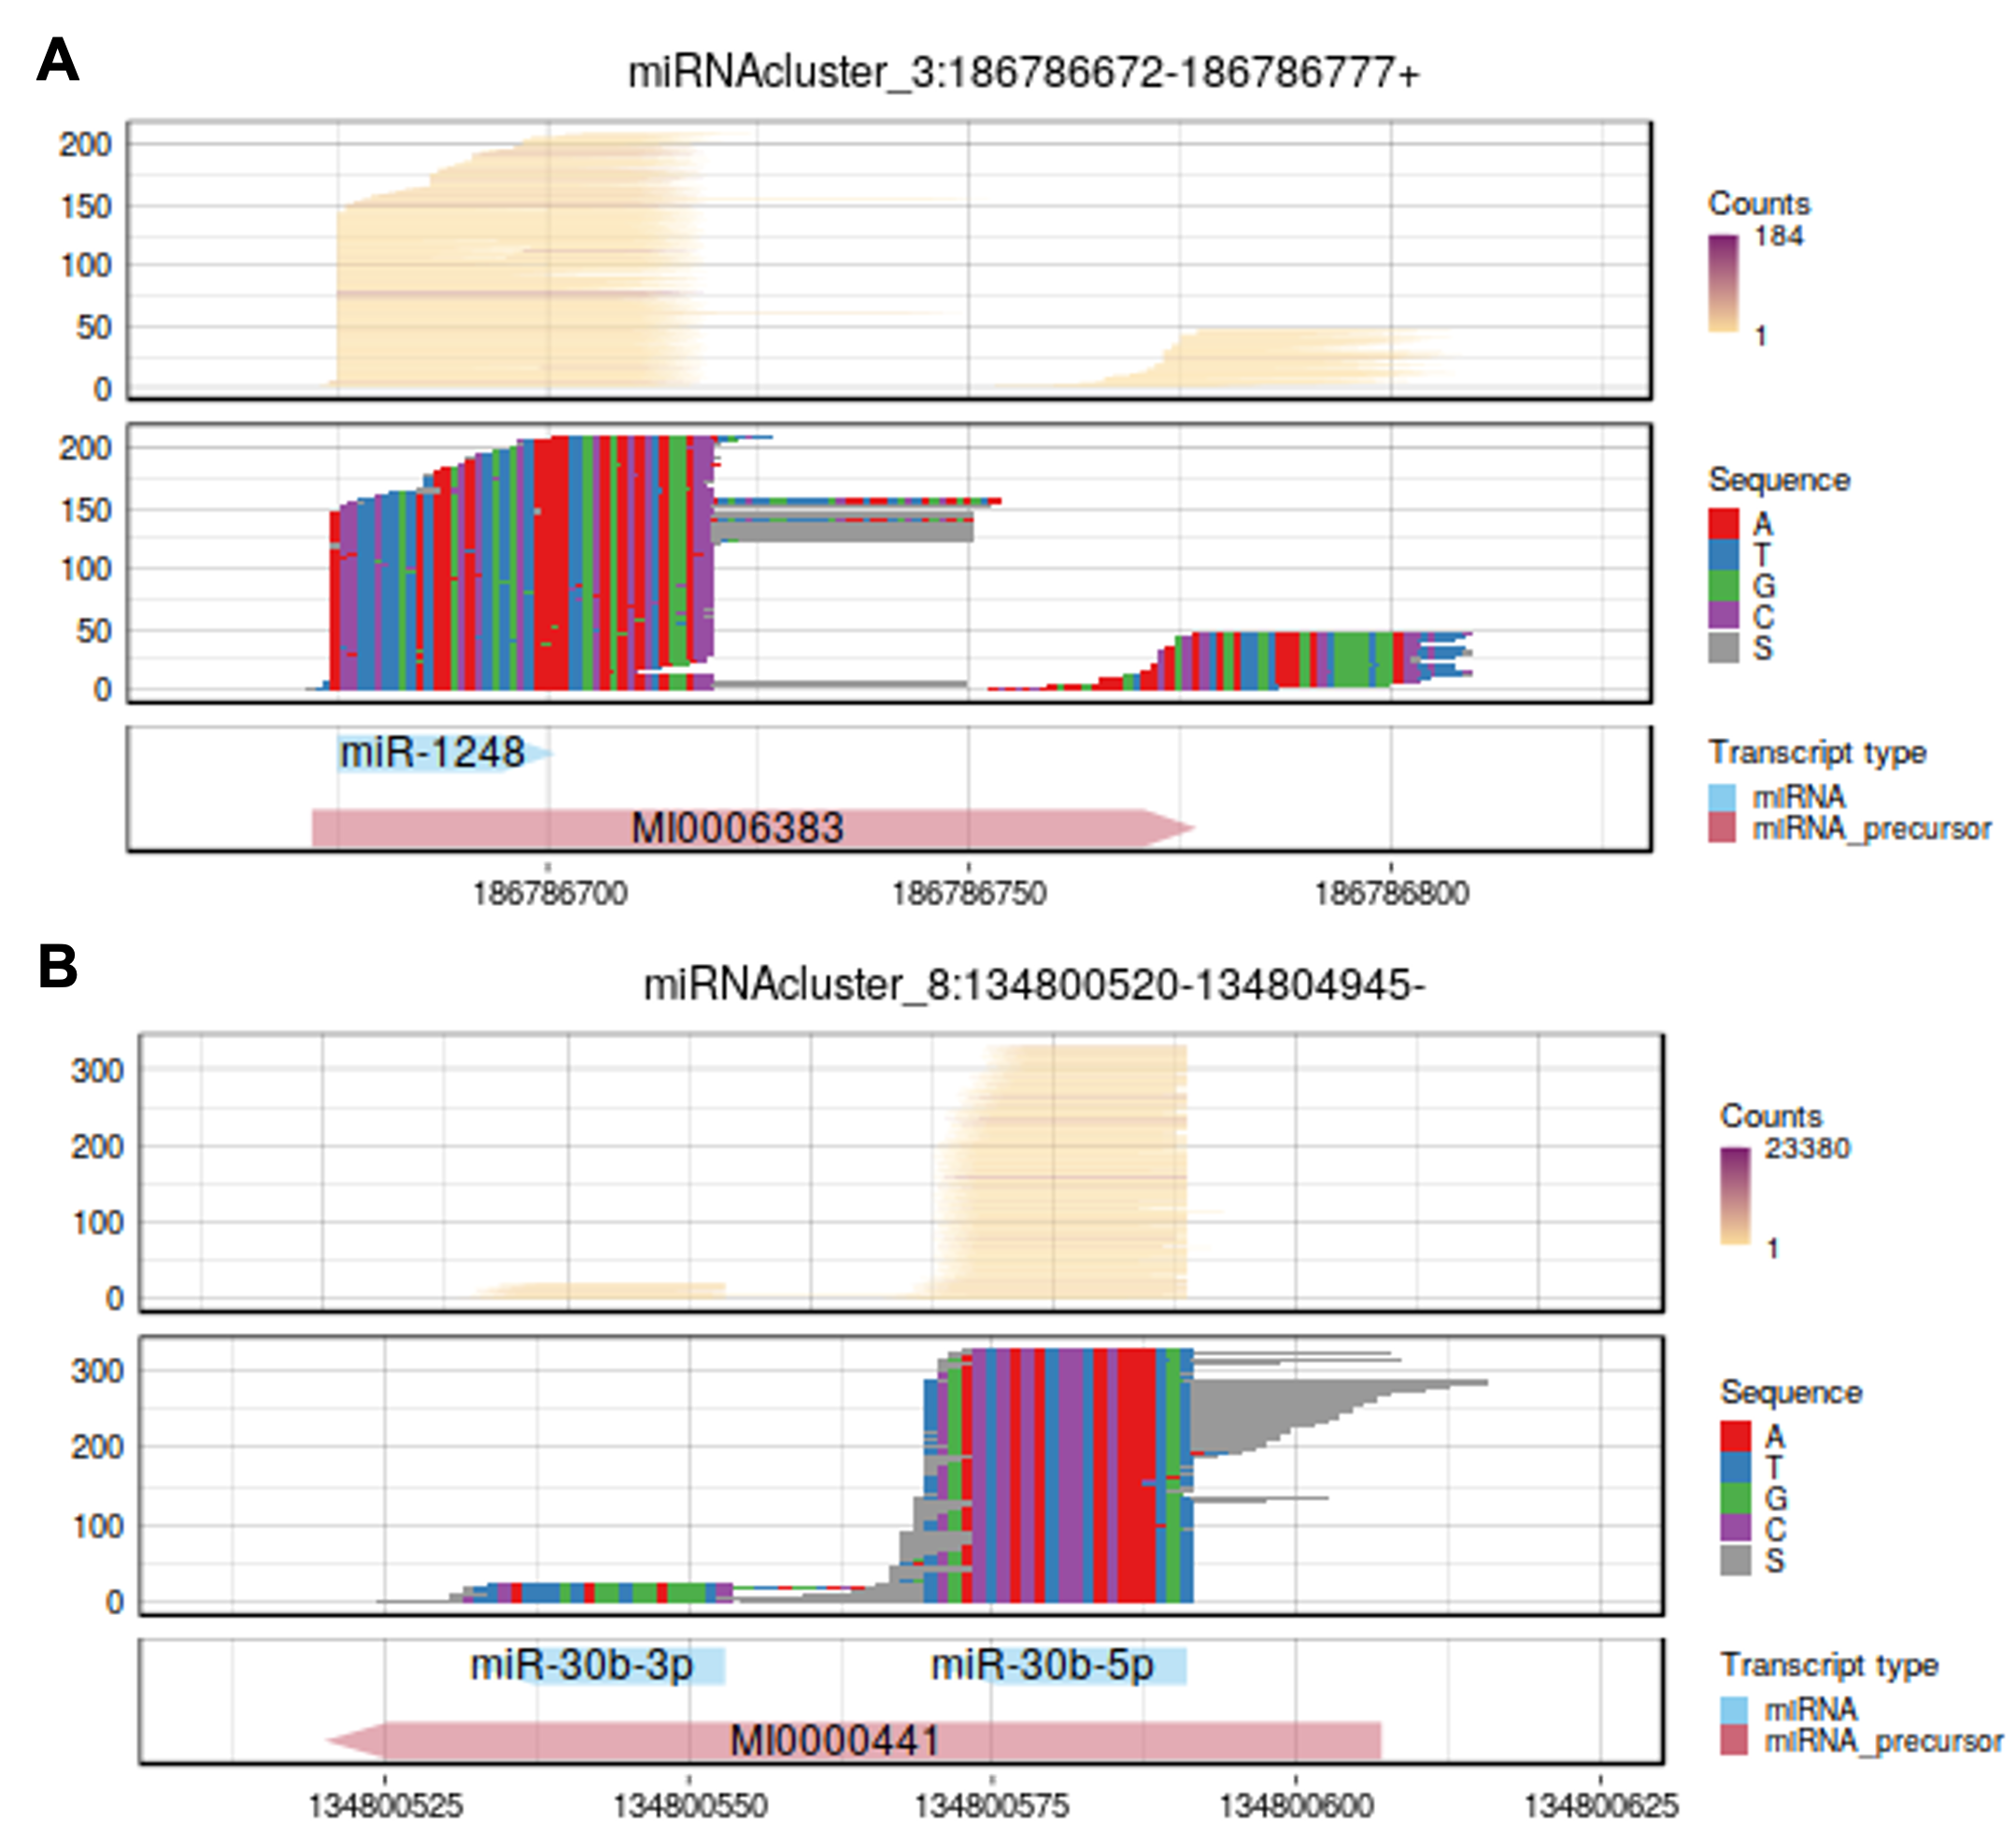 A
miRNAcluster_3:186786672-186786777+
200
150
100
50
0
Counts
184
1
200
150
100
50
0
Sequence
A
T
G
C
S
miR-1248
MI0006383
Transcript type
miRNA
miRNA_precursor
186786700 186786750 186786800
B
miRNAcluster_8:134800520-134804945-
300
200
100
0
Counts
23380
1
300
200
100
0
Sequence
A
T
G
C
S
miR-30b-3p miR-30b-5p
MI0000441
Transcript type
miRNA
miRNA_precursor
134800525 134800550 134800575 134800600 134800625